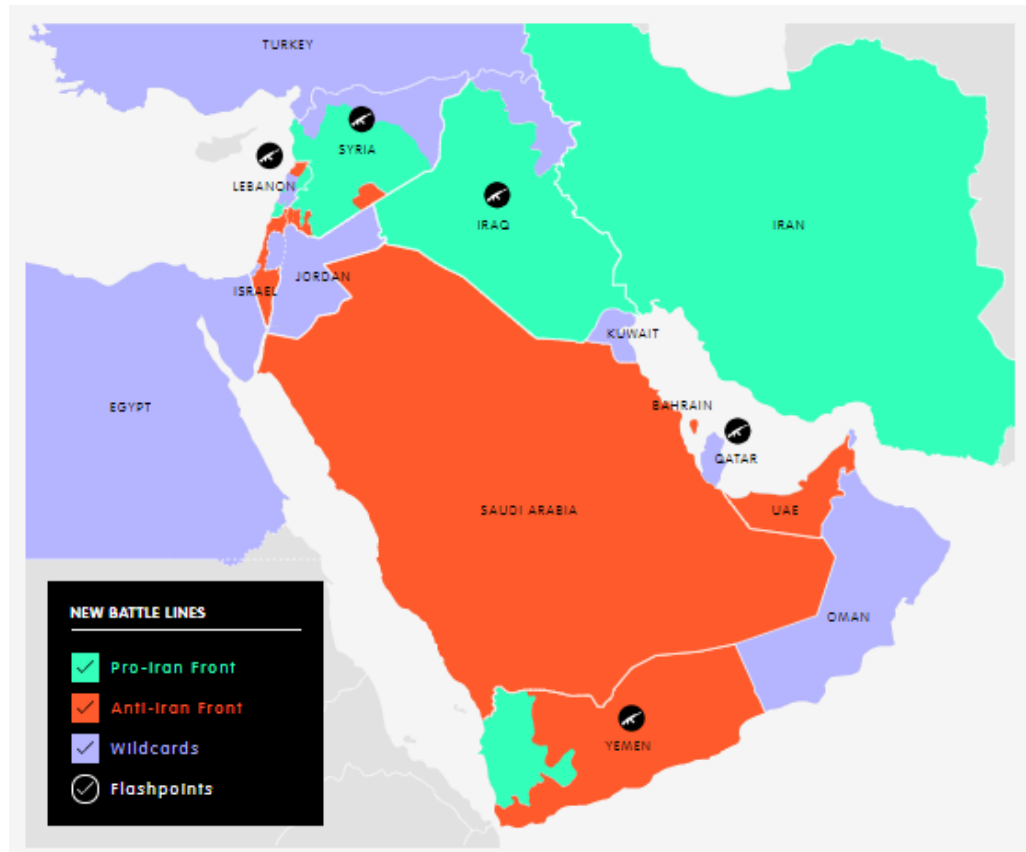 TURKEY
SYRIA
LEBANON
IRAQ
IRAN
JORDAN
ISRAEL
KUWAIT
EGYPT
BAHRAIN
QATAR
SAUDI ARABIA
UAE
OMAN
YEMEN
NEW BATTLE LINES
Pro-Iran Front
Anti-Iran Front
Wildcards
Flashpoints